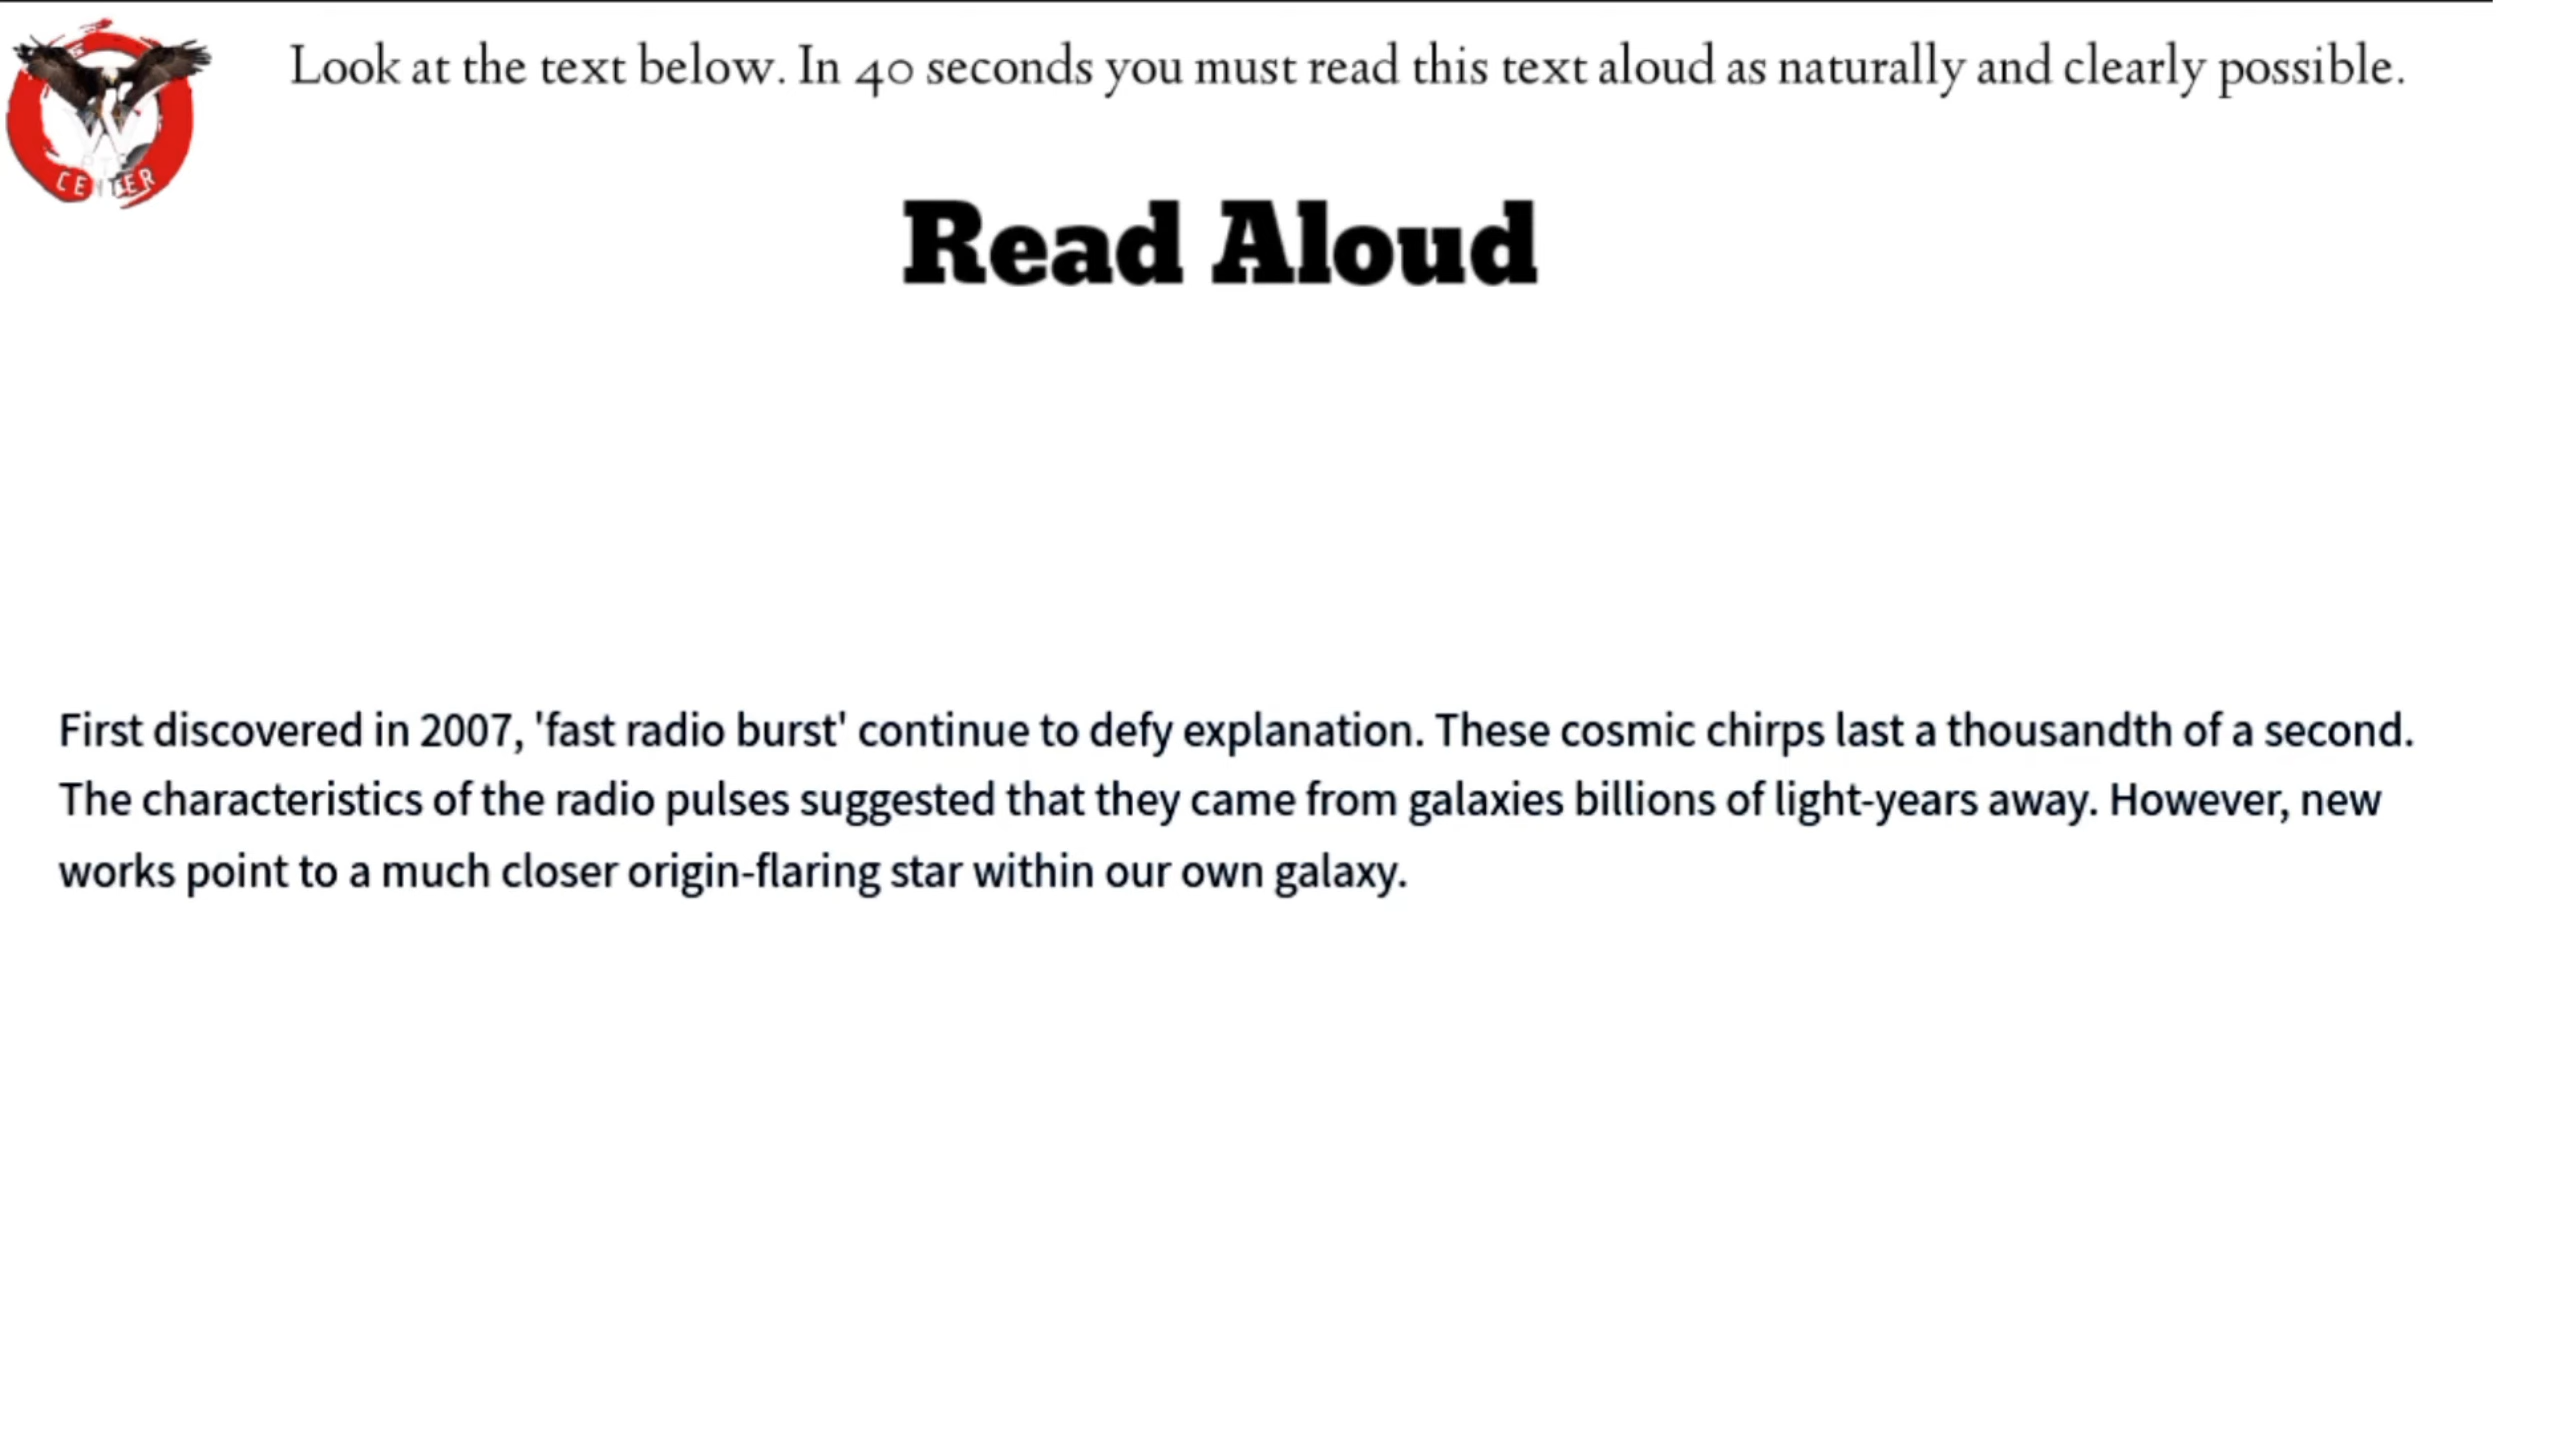 Look at the text below. In 40 seconds you must read this text aloud as naturally and clearly possible.
CENTER
Read Aloud
First discovered in 2007, 'fast radio burst' continue to defy explanation. These cosmic chirps last a thousandth of a second.
The characteristics of the radio pulses suggested that they came from galaxies billions of light-years away. However, new
works point to a much closer origin-flaring star within our own galaxy.